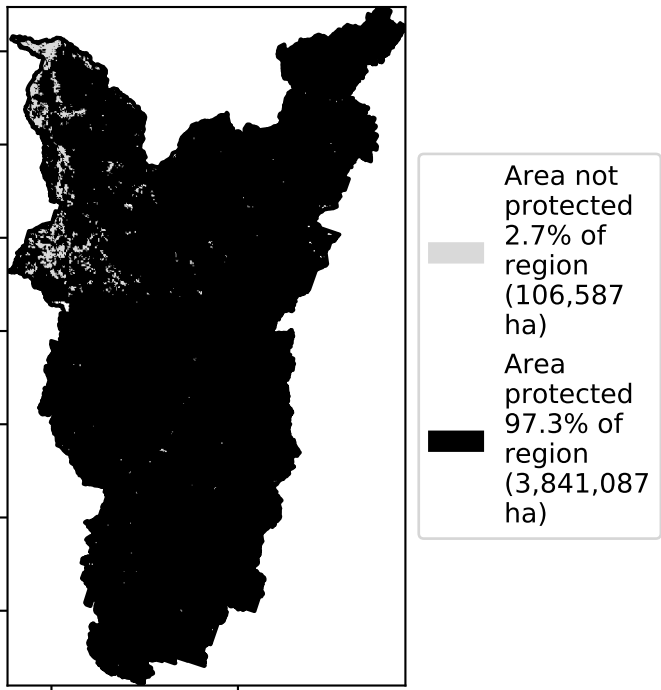 Area not
protected
2.7% of
region
(106,587
ha)
Area
protected
97.3% of
region
(3,841,087
ha)